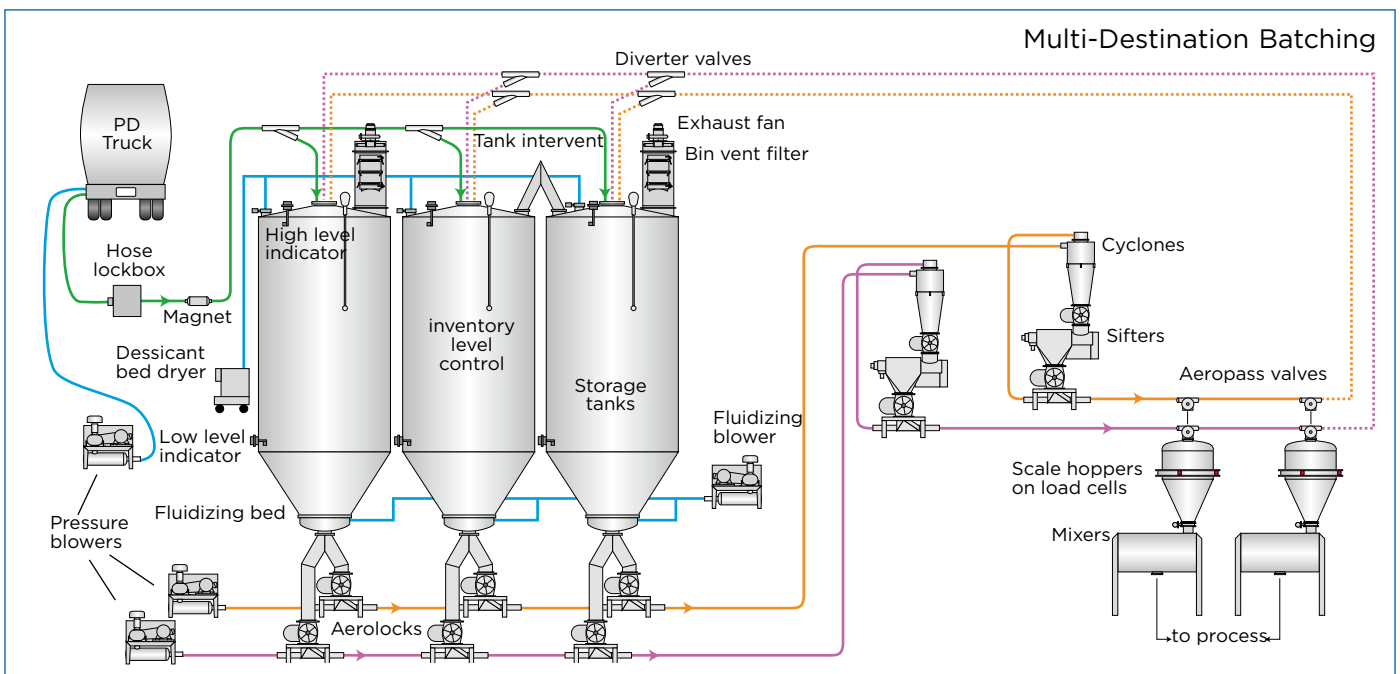 Multi-Destination Batching
Diverter valves
PD
Truck
Exhaust fan
Tank intervent
Bin vent filter
High level
indicator
Hose
lockbox
Magnet
Cyclones
inventory
level
control
Sifters
Dessicant
bed dryer
Storage
tanks
Aeropass valves
Fluidizing
blower
Low level
indicator
Scale hoppers
on load cells
Fluidizing bed
Pressure
blowers
Mixers
Aerolocks
to process